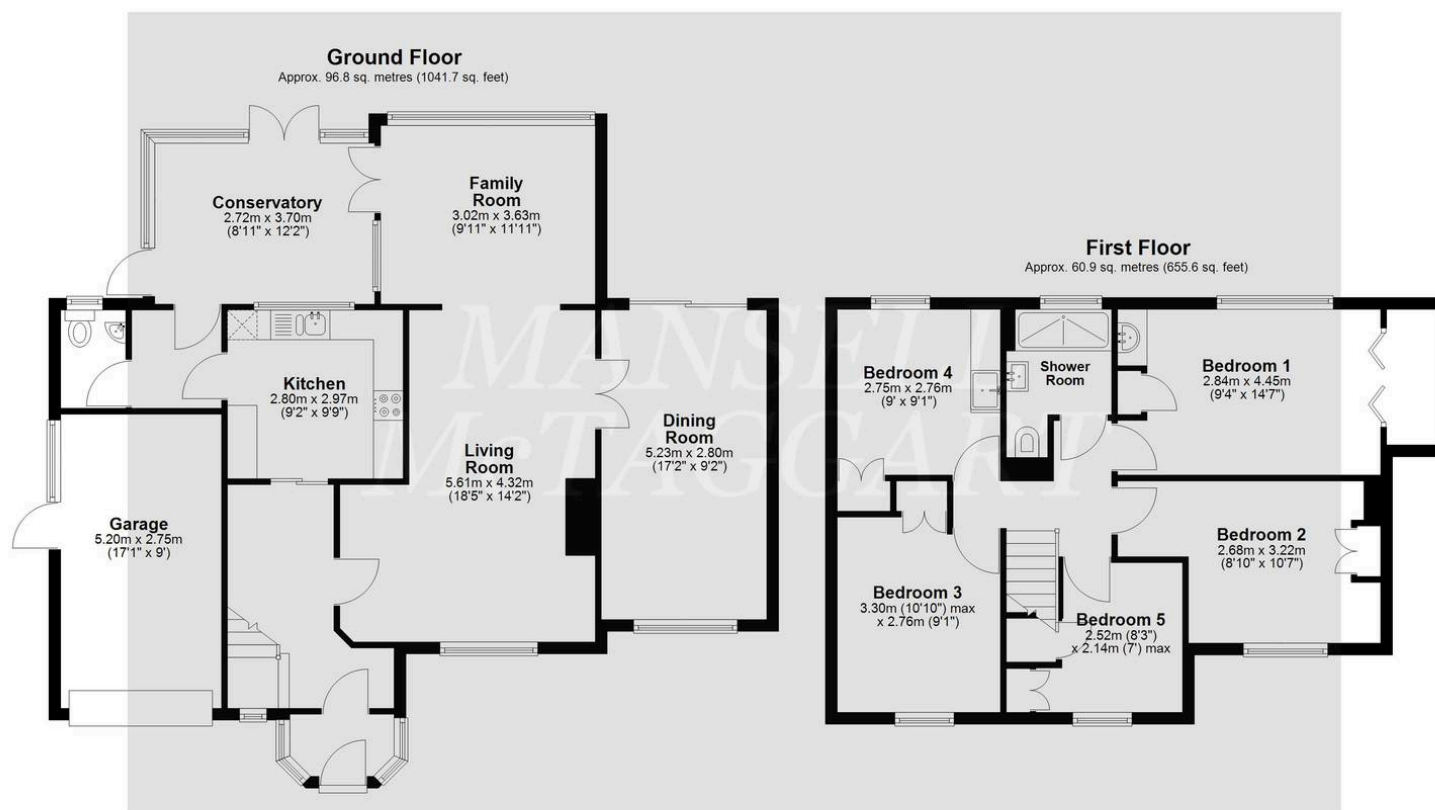 Ground Floor
Approx. 96.8 sq. metres (1041.7 sq. feet)
Conservatory
2.72m x 3.70m
(8'11" x 12'2")
Family
Room
3.02m x 3.63m
(9'11" x 11'11")
Kitchen
2.80m x 2.97m
(9'2" x 9'9")
Living
Room
5.61m x 4.32m
(18'5" x 14'2")
Dining
Room
5.23m x 2.80m
(17'2" x 9'2")
Garage
5.20m x 2.75m
(17'1" x 9')
First Floor
Approx. 60.9 sq. metres (655.6 sq. feet)
Bedroom 4
2.75m x 2.76m
(9' x 9'1")
Shower
Room
Bedroom 1
2.84m x 4.45m
(9'4" x 14'7")
Bedroom 2
2.68m x 3.22m
(8'10" x 10'7")
Bedroom 3
3.30m (10'10") max
x 2.76m (9'1")
Bedroom 5
2.52m (8'3")
x 2.14m (7') max
MANSELL
McTAGGART